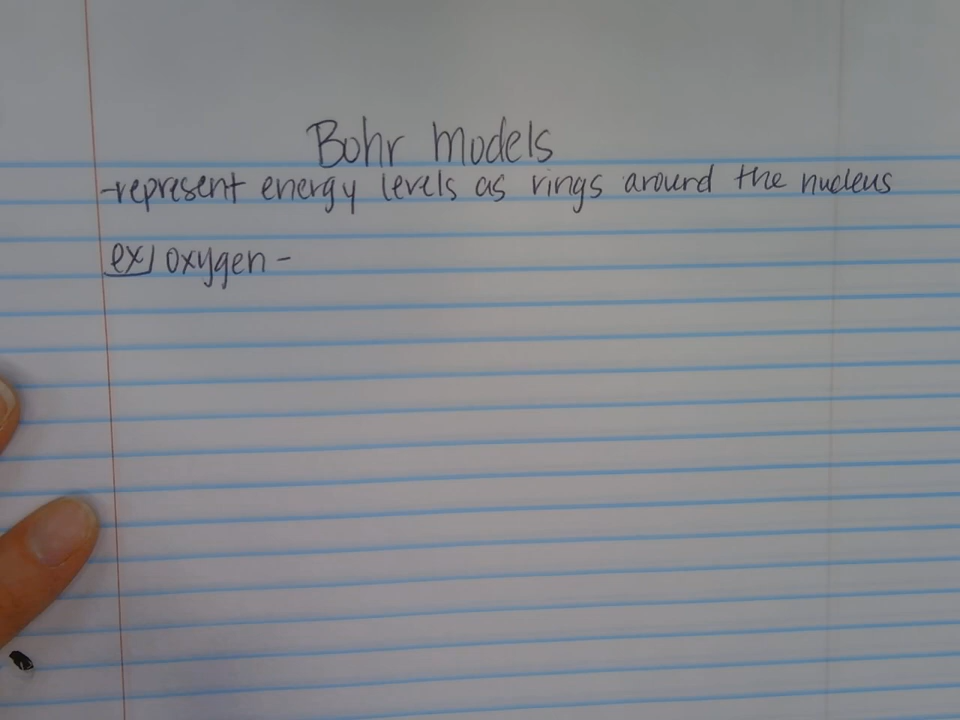 Bohr Models
-represent energy levels as rings around the nucleus
ex) oxygen -